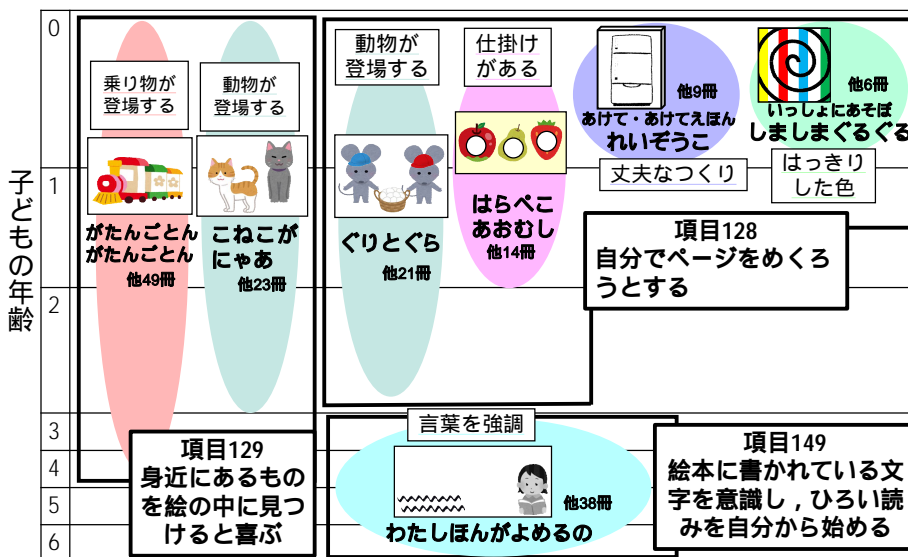 子どもの年齢
0
1
2
3
4
5
6
乗り物が
登場する
がたんごとん
がたんごとん
他49冊
動物が
登場する
こねこが
にゃあ
他23冊
項目129
身近にあるもの
を絵の中に見つ
けると喜ぶ
動物が
登場する
ぐりとぐら
他21冊
仕掛け
がある
はらぺこ
あおむし
他14冊
他9冊
あけて・あけてえほん
れいぞうこ
丈夫なつくり
他6冊
いっしょにあそぼ
しましまぐるぐる
はっきり
した色
項目128
自分でページをめくろ
うとする
言葉を強調
他38冊
わたしほんがよめるの
項目149
絵本に書かれている文
字を意識し，ひろい読
みを自分から始める